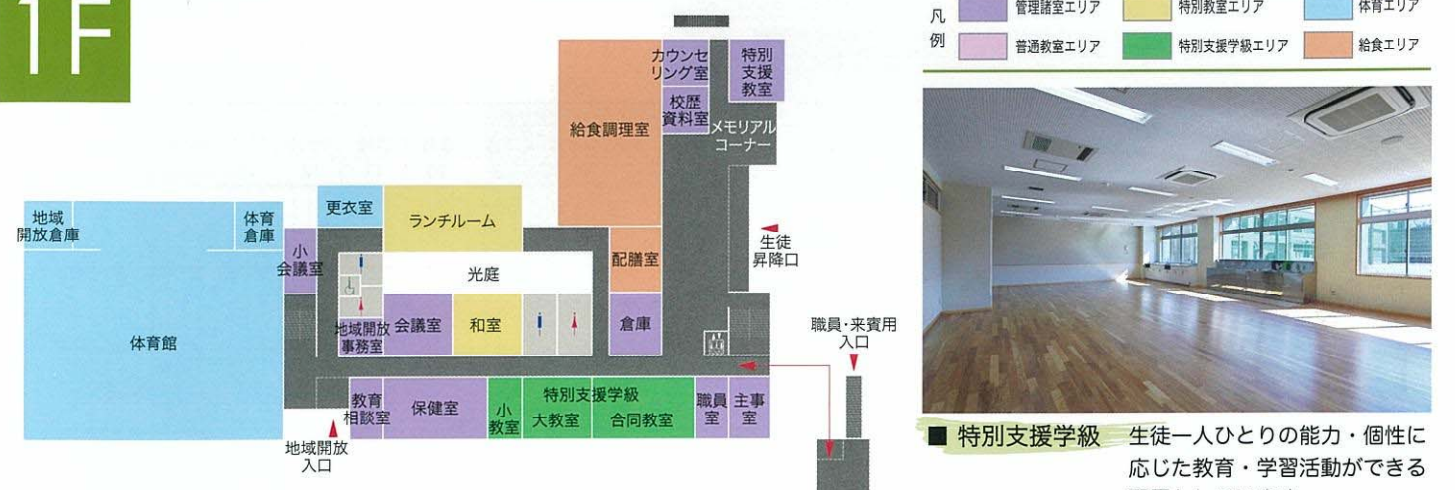 1F
凡
例
管理諸室エリア
特別教室エリア
体育エリア
普通教室エリア
特別支援学級エリア
給食エリア
カウンセ
リング室
特別
支援
教室
校歴
資料室
給食調理室
メモリアル
コーナー
地域
開放倉庫
体育
倉庫
更衣室
ランチルーム
小
会議室
光庭
配膳室
生徒
昇降口
体育館
地域開放
事務室
会議室
和室
倉庫
職員・来賓用
入口
教育
相談室
保健室
小
教室
特別支援学級
大教室
合同教室
職員
室
主事
室
地域開放
入口
■ 特別支援学級
生徒一人ひとりの能力・個性に
応じた教育・学習活動ができる